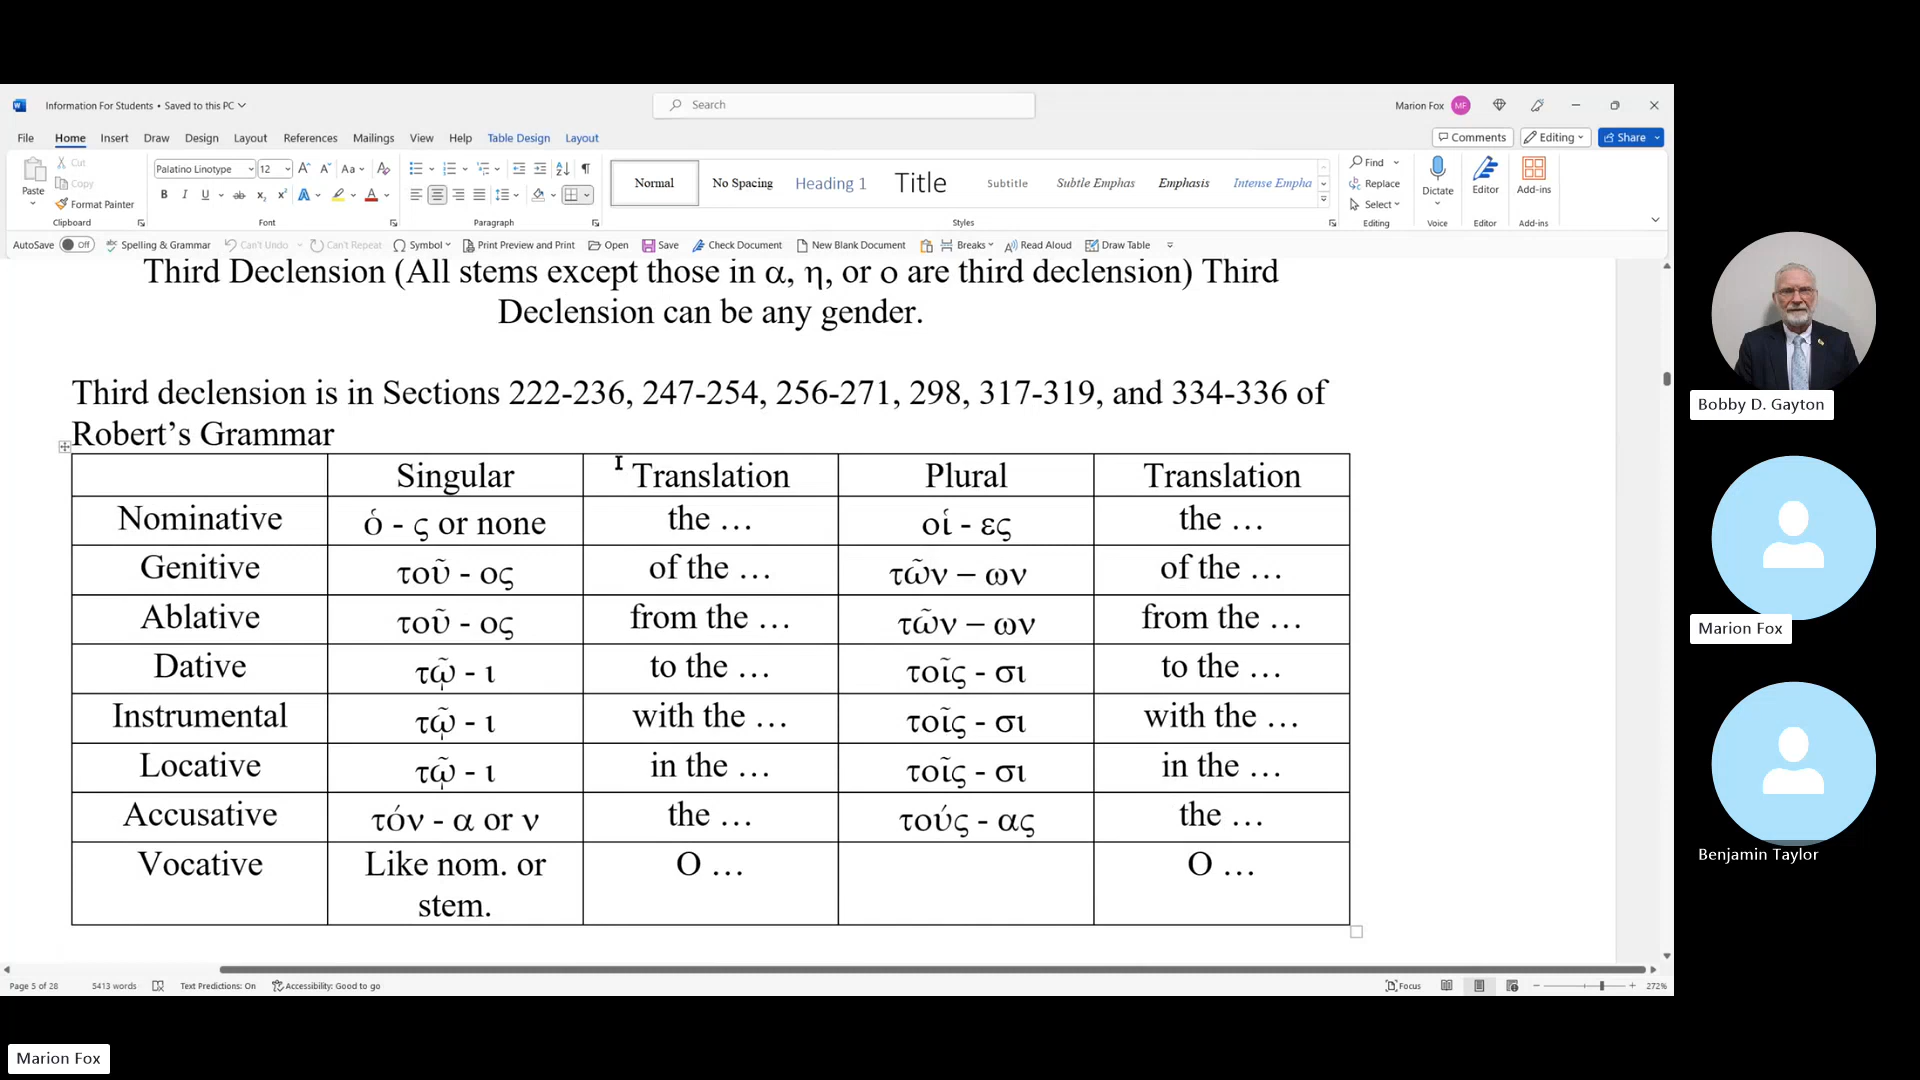 Information For Students • Saved to this PC
Search
Marion Fox MF
File Home Insert Draw Design Layout References Mailings View Help Table Design Layout
Comments Editing Share
Paste Cut Copy Format Painter
Palatino Linotype 12
Normal No Spacing Heading 1 Title Subtitle Subtle Emphas Emphasis Intense Empha
Find Replace Select
Dictate Editor Add-ins
Clipboard Font Paragraph Styles Editing Voice Editor Add-ins
AutoSave Off Spelling & Grammar Can't Undo Can't Repeat Symbol Print Preview and Print Open Save Check Document New Blank Document Breaks Read Aloud Draw Table
Third Declension (All stems except those in α, η, or ο are third declension) Third
Declension can be any gender.
Third declension is in Sections 222-236, 247-254, 256-271, 298, 317-319, and 334-336 of
Robert’s Grammar
Singular Translation Plural Translation
Nominative ὁ - ς or none the … οἱ - ες the …
Genitive τοῦ - ος of the … τῶν – ων of the …
Ablative τοῦ - ος from the … τῶν – ων from the …
Dative τῷ - ι to the … τοῖς - σι to the …
Instrumental τῷ - ι with the … τοῖς - σι with the …
Locative τῷ - ι in the … τοῖς - σι in the …
Accusative τόν - α or ν the … τούς - ας the …
Vocative Like nom. or O … O …
stem.
Page 5 of 28 5413 words Text Predictions: On Accessibility: Good to go Focus 272%
Bobby D. Gayton
Marion Fox
Benjamin Taylor
Marion Fox